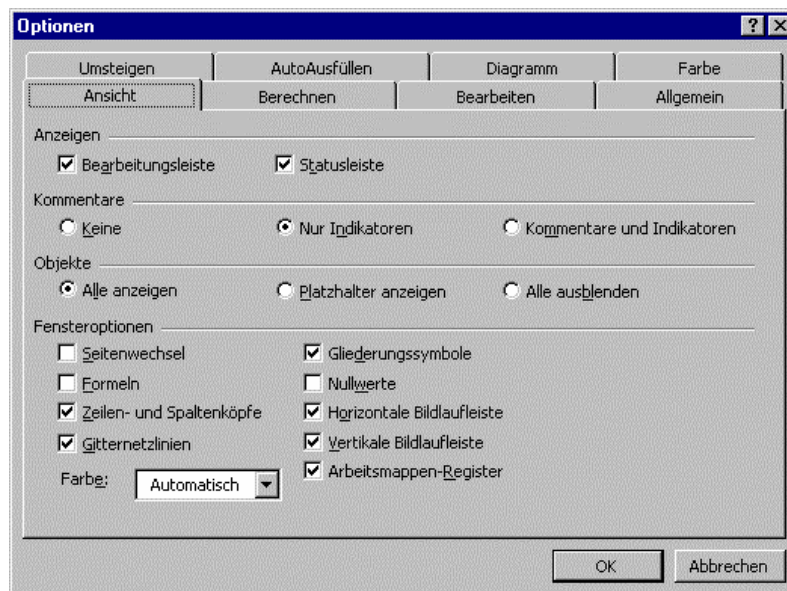 Optionen
Umsteigen AutoAusfüllen Diagramm Farbe
Ansicht Berechnen Bearbeiten Allgemein
Anzeigen
Bearbeitungsleiste Statusleiste
Kommentare
Keine Nur Indikatoren Kommentare und Indikatoren
Objekte
Alle anzeigen Platzhalter anzeigen Alle ausblenden
Fensteroptionen
Seitenwechsel Gliederungssymbole
Formeln Nullwerte
Zeilen- und Spaltenköpfe Horizontale Bildlaufleiste
Gitternetzlinien Vertikale Bildlaufleiste
Farbe: Automatisch Arbeitsmappen-Register
OK Abbrechen